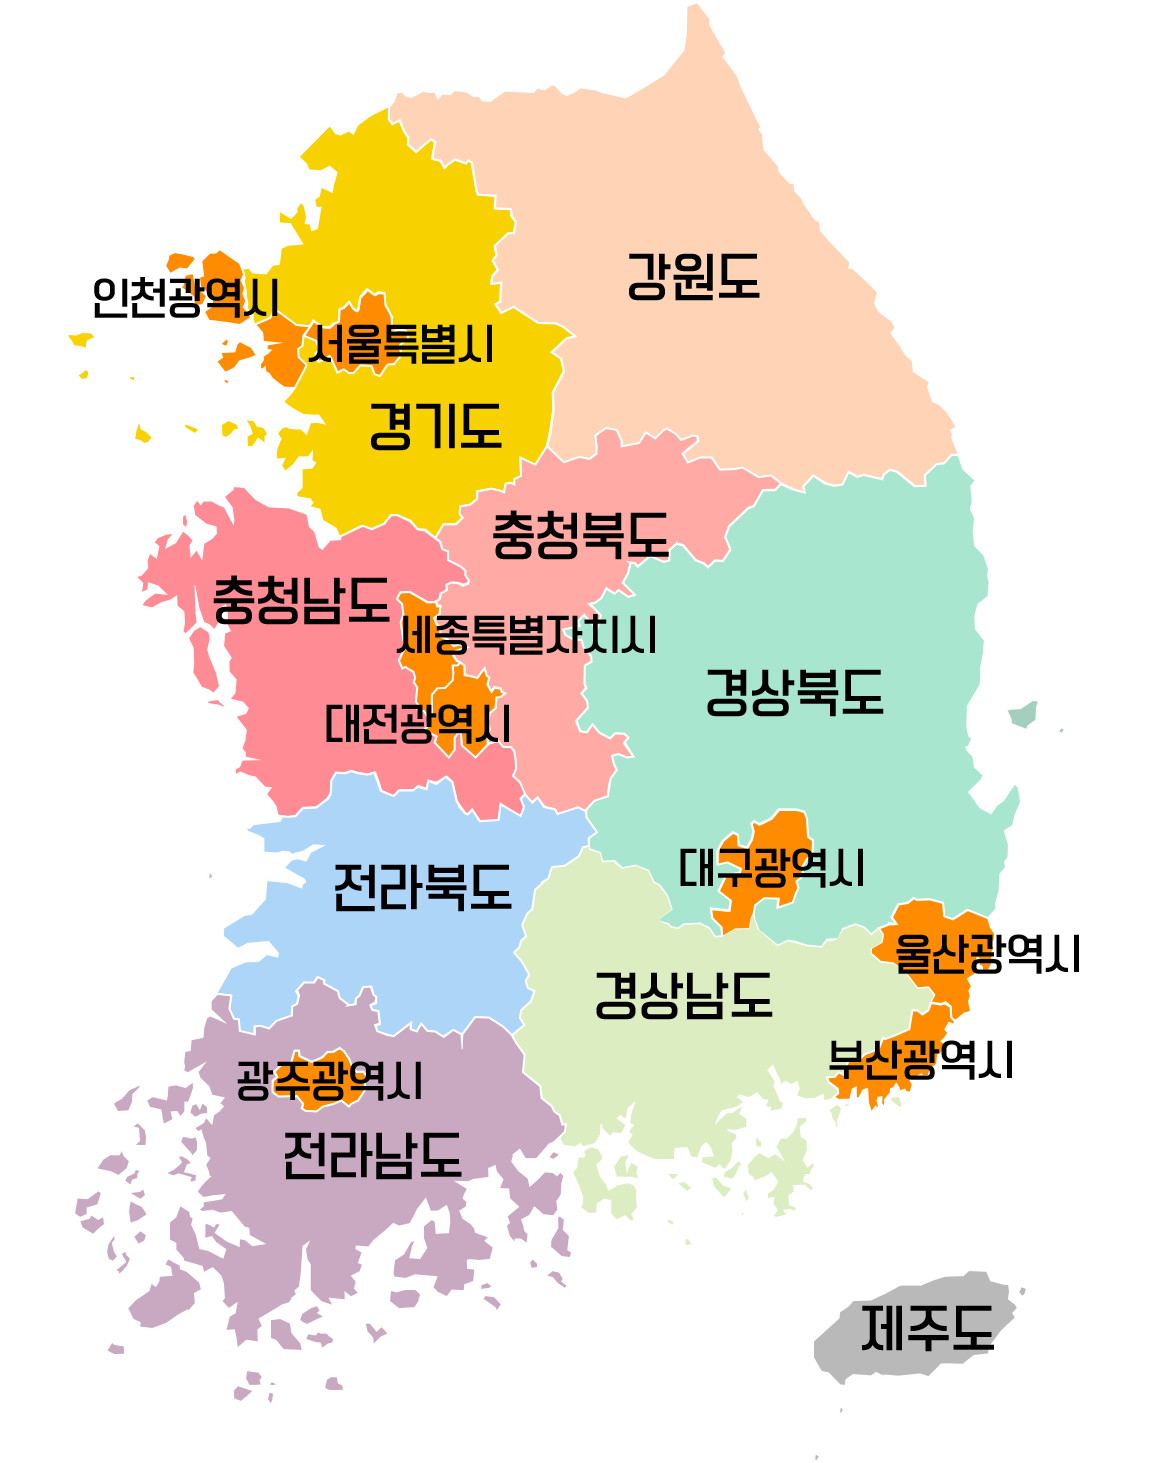 강원도
인천광역시
서울특별시
경기도
충청북도
충청남도
세종특별자치시
경상북도
대전광역시
대구광역시
전라북도
울산광역시
경상남도
부산광역시
광주광역시
전라남도
제주도